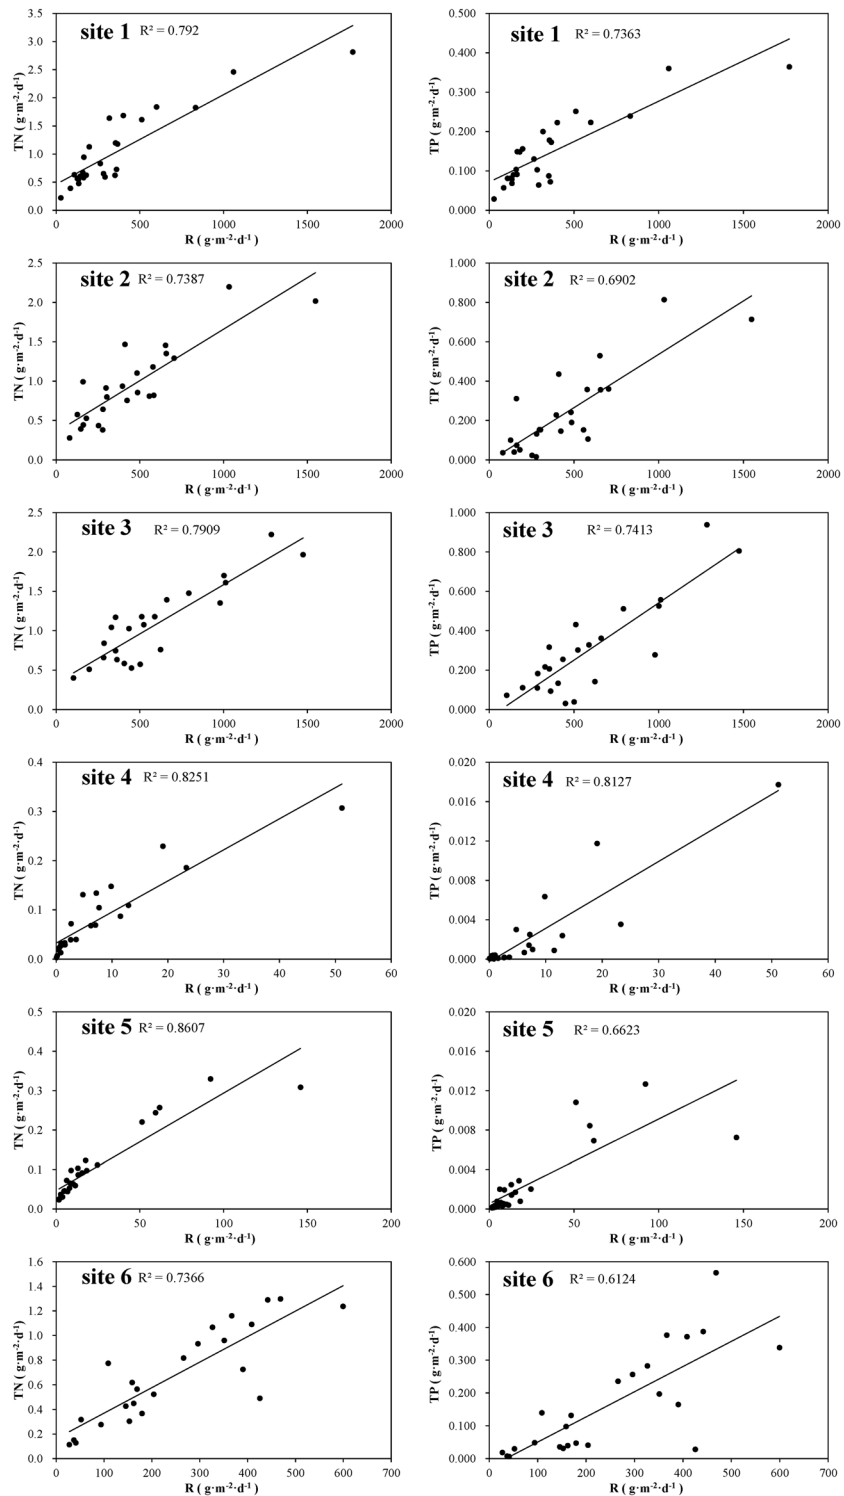 site 1 R² = 0.792
3.5
3.0
2.5
2.0
1.5
1.0
0.5
0.0
TN ( g·m⁻²·d⁻¹)
0 500 1000 1500 2000
R ( g·m⁻²·d⁻¹ )
site 1 R² = 0.7363
0.500
0.400
0.300
0.200
0.100
0.000
TP ( g·m⁻²·d⁻¹)
0 500 1000 1500 2000
R ( g·m⁻²·d⁻¹ )
site 2 R² = 0.7387
2.5
2.0
1.5
1.0
0.5
0.0
TN ( g·m⁻²·d⁻¹)
0 500 1000 1500 2000
R ( g·m⁻²·d⁻¹ )
site 2 R² = 0.6902
1.000
0.800
0.600
0.400
0.200
0.000
TP ( g·m⁻²·d⁻¹)
0 500 1000 1500 2000
R ( g·m⁻²·d⁻¹ )
site 3 R² = 0.7909
2.5
2.0
1.5
1.0
0.5
0.0
TN ( g·m⁻²·d⁻¹)
0 500 1000 1500 2000
R ( g·m⁻²·d⁻¹ )
site 3 R² = 0.7413
1.000
0.800
0.600
0.400
0.200
0.000
TP ( g·m⁻²·d⁻¹)
0 500 1000 1500 2000
R ( g·m⁻²·d⁻¹ )
site 4 R² = 0.8251
0.4
0.3
0.2
0.1
0.0
TN ( g·m⁻²·d⁻¹)
0 10 20 30 40 50 60
R ( g·m⁻²·d⁻¹ )
site 4 R² = 0.8127
0.020
0.016
0.012
0.008
0.004
0.000
TP ( g·m⁻²·d⁻¹)
0 10 20 30 40 50 60
R ( g·m⁻²·d⁻¹)
site 5 R² = 0.8607
0.5
0.4
0.3
0.2
0.1
0.0
TN ( g·m⁻²·d⁻¹)
0 50 100 150 200
R ( g·m⁻²·d⁻¹)
site 5 R² = 0.6623
0.020
0.016
0.012
0.008
0.004
0.000
TP ( g·m⁻²·d⁻¹)
0 50 100 150 200
R ( g·m⁻²·d⁻¹ )
site 6 R² = 0.7366
1.6
1.4
1.2
1.0
0.8
0.6
0.4
0.2
0.0
TN ( g·m⁻²·d⁻¹)
0 100 200 300 400 500 600 700
R ( g·m⁻²·d⁻¹ )
site 6 R² = 0.6124
0.600
0.500
0.400
0.300
0.200
0.100
0.000
TP ( g·m⁻²·d⁻¹)
0 100 200 300 400 500 600 700
R ( g·m⁻²·d⁻¹ )